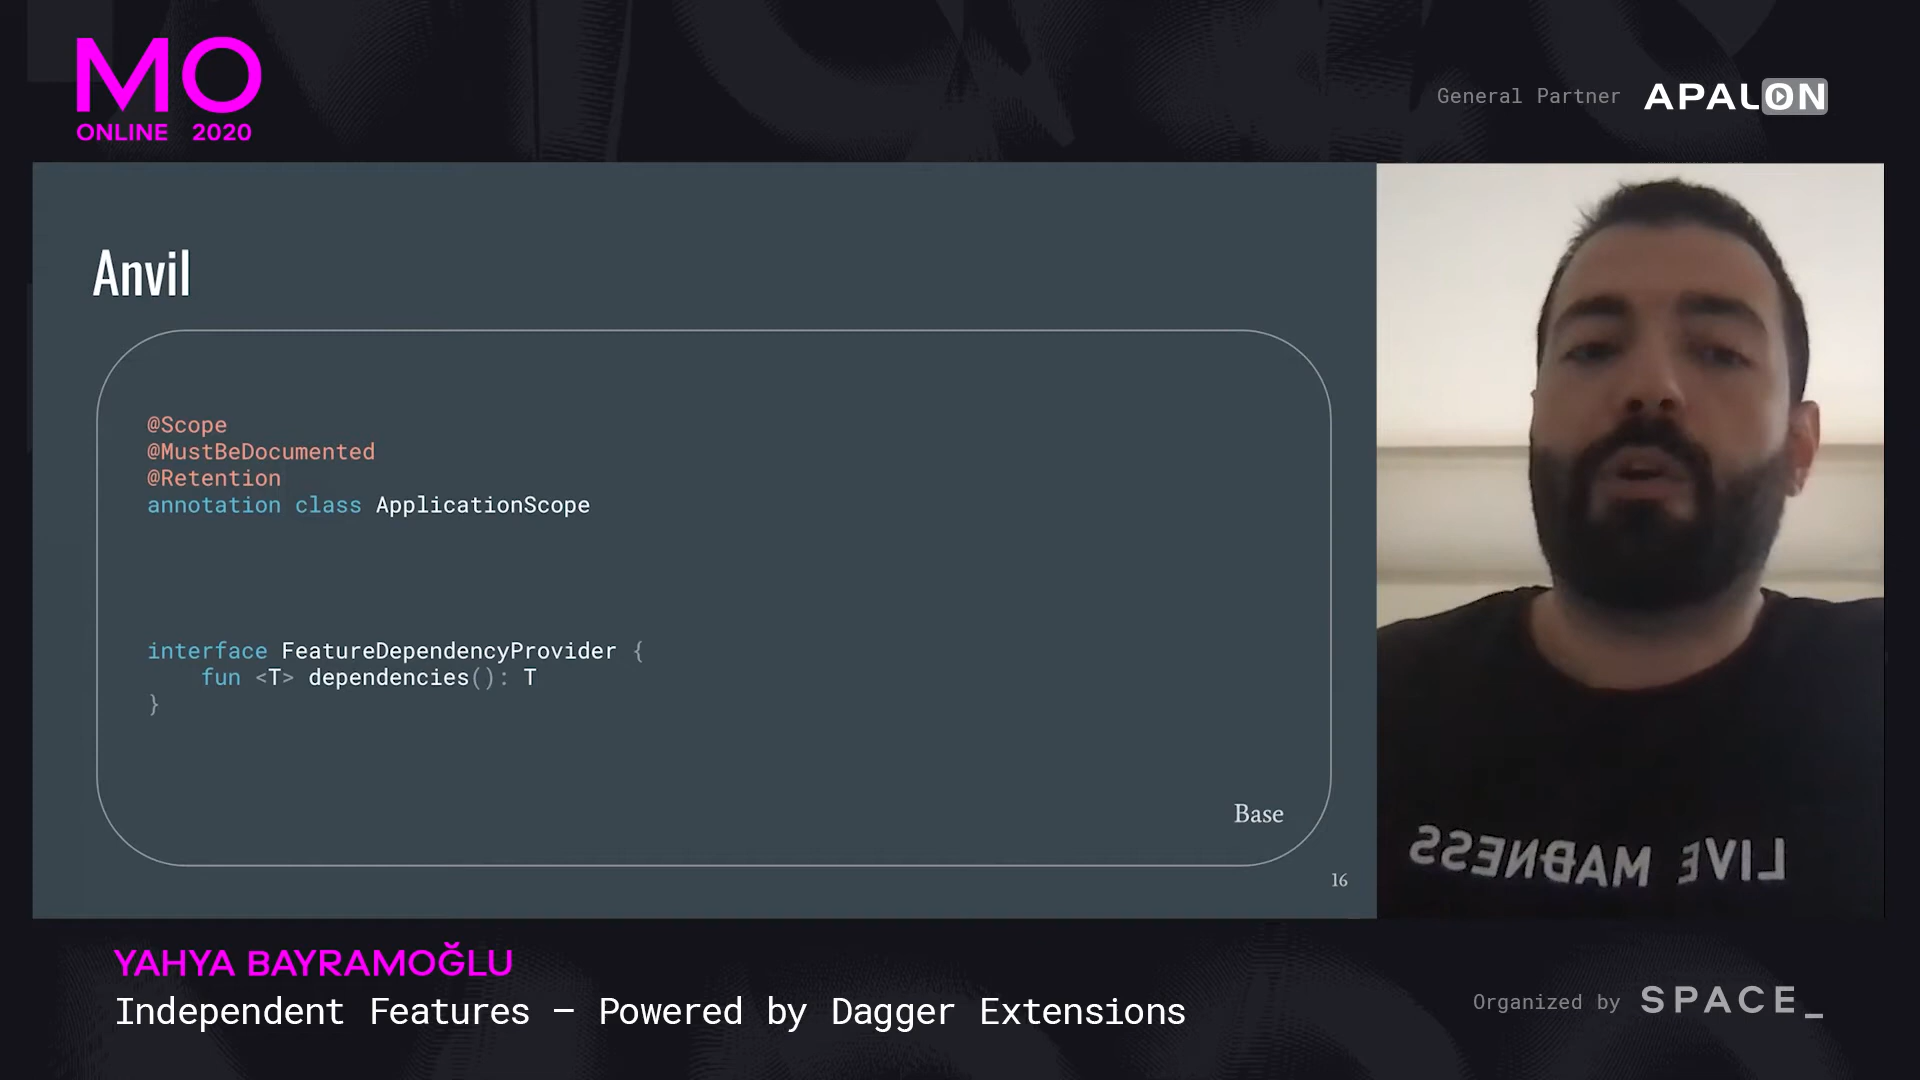 MO
ONLINE 2020
General Partner APALON
Anvil
@Scope
@MustBeDocumented
@Retention
annotation class ApplicationScope
interface FeatureDependencyProvider {
    fun <T> dependencies(): T
}
Base
16
LIVE MADNESS
YAHYA BAYRAMOĞLU
Independent Features – Powered by Dagger Extensions
Organized by SPACE_